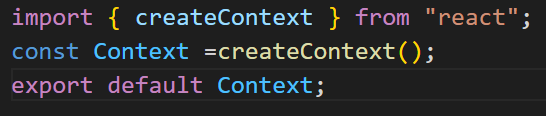 import { createContext } from "react";
const Context =createContext();
export default Context;